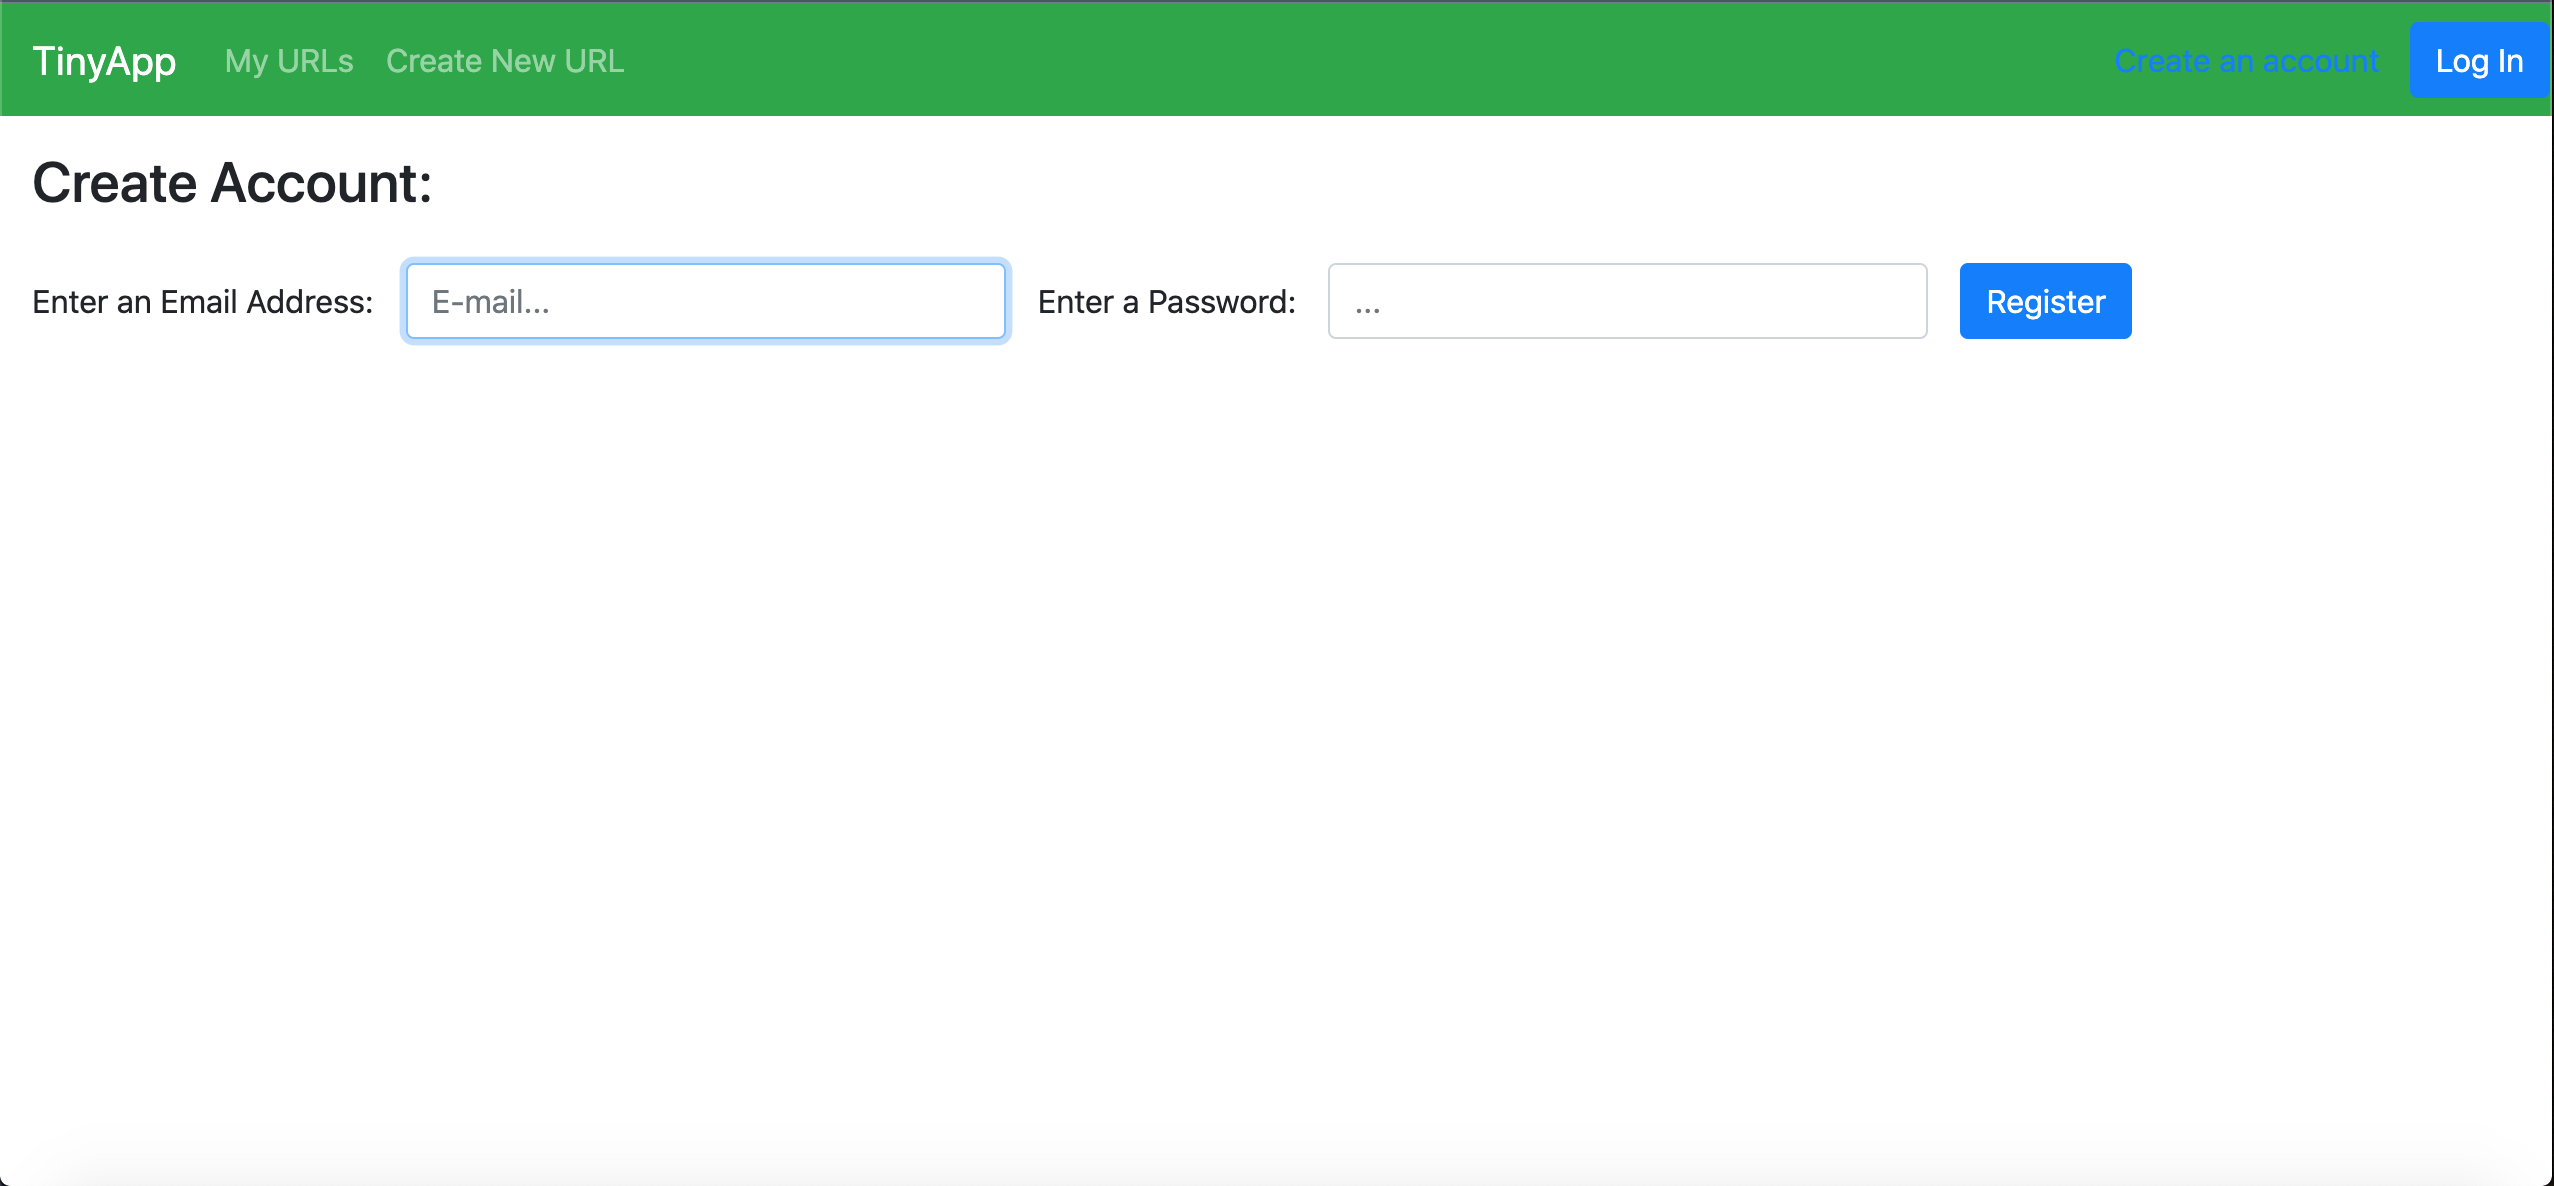 TinyApp My URLs Create New URL Create an account Log In
Create Account:
Enter an Email Address: E-mail... Enter a Password: ... Register